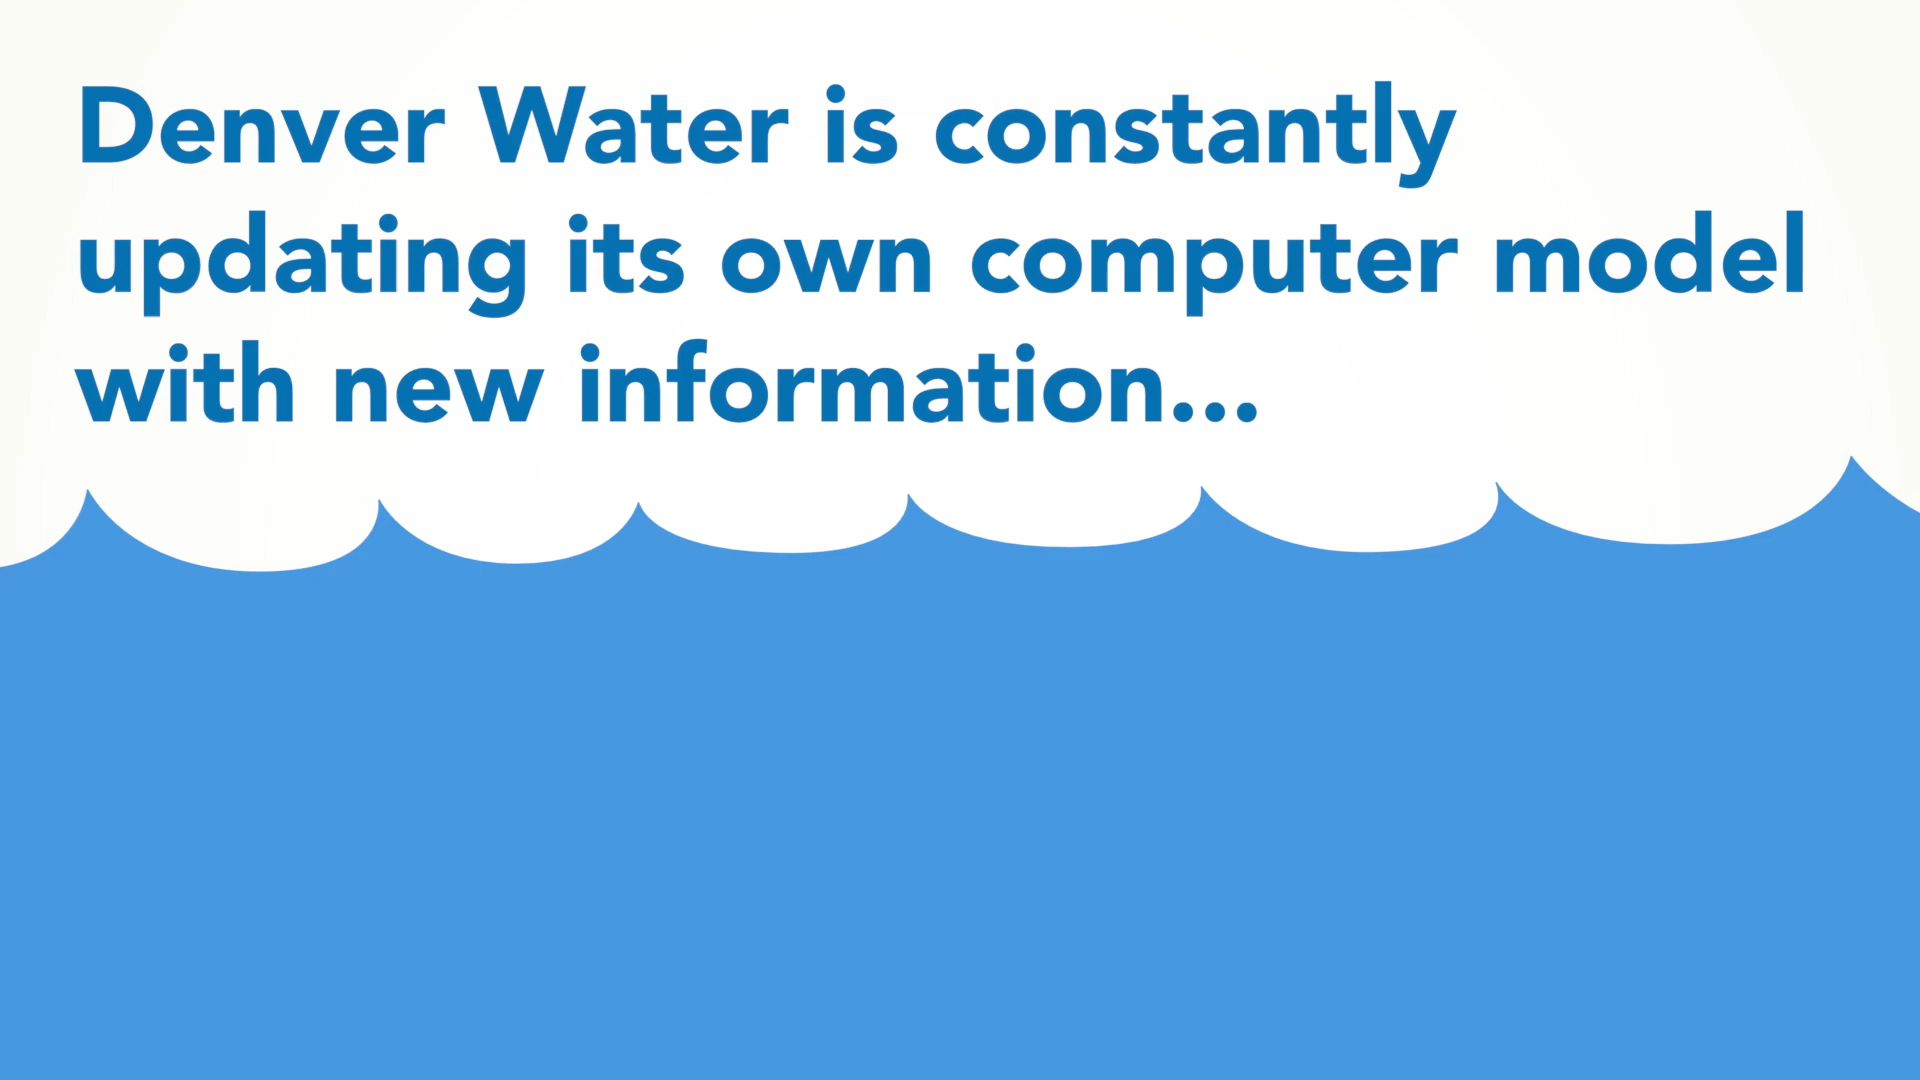 Denver Water is constantly
updating its own computer model
with new information...